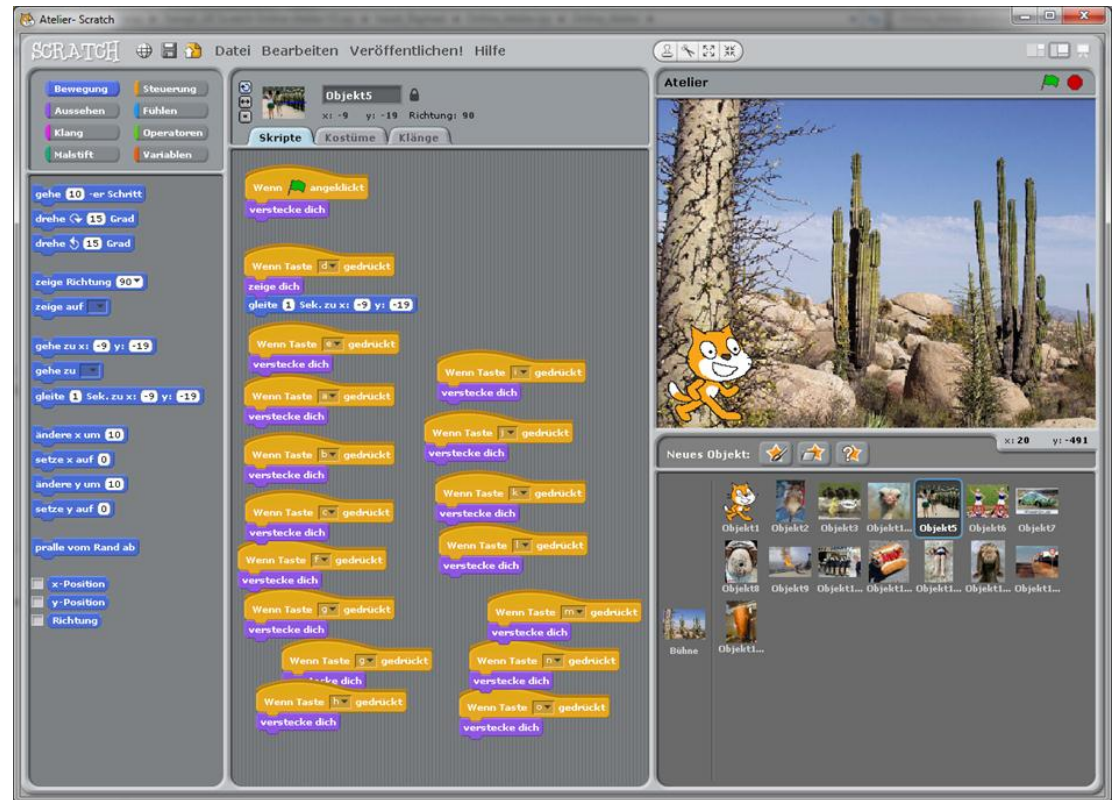 Atelier- Scratch
SCRATCH Datei Bearbeiten Veröffentlichen! Hilfe
Bewegung Steuerung
Aussehen Fühlen
Klang Operatoren
Malstift Variablen
gehe 10 -er Schritt
drehe 15 Grad
drehe 15 Grad
zeige Richtung 90
zeige auf
gehe zu x: -9 y: -19
gehe zu
gleite 1 Sek. zu x: -9 y: -19
ändere x um 10
setze x auf 0
ändere y um 10
setze y auf 0
pralle vom Rand ab
x-Position
y-Position
Richtung
Objekt5
x: -9 y: -19 Richtung: 90
Skripte Kostüme Klänge
Wenn angeklickt
verstecke dich
Wenn Taste d gedrückt
zeige dich
gleite 1 Sek. zu x: -9 y: -19
Wenn Taste e gedrückt
verstecke dich
Wenn Taste a gedrückt
verstecke dich
Wenn Taste b gedrückt
verstecke dich
Wenn Taste c gedrückt
verstecke dich
Wenn Taste f gedrückt
verstecke dich
Wenn Taste g gedrückt
verstecke dich
Wenn Taste g gedrückt
cke dich
Wenn Taste h gedrückt
verstecke dich
Wenn Taste i gedrückt
verstecke dich
Wenn Taste j gedrückt
verstecke dich
Wenn Taste k gedrückt
verstecke dich
Wenn Taste l gedrückt
verstecke dich
Wenn Taste m gedrückt
verstecke dich
Wenn Taste n gedrückt
verstecke dich
Wenn Taste o gedrückt
verstecke dich
Atelier
x: 20 y: -491
Neues Objekt:
Objekt1 Objekt2 Objekt3 Objekt1... Objekt5 Objekt6 Objekt7
Objekt8 Objekt9 Objekt1... Objekt1... Objekt1... Objekt1... Objekt1...
Bühne Objekt1...